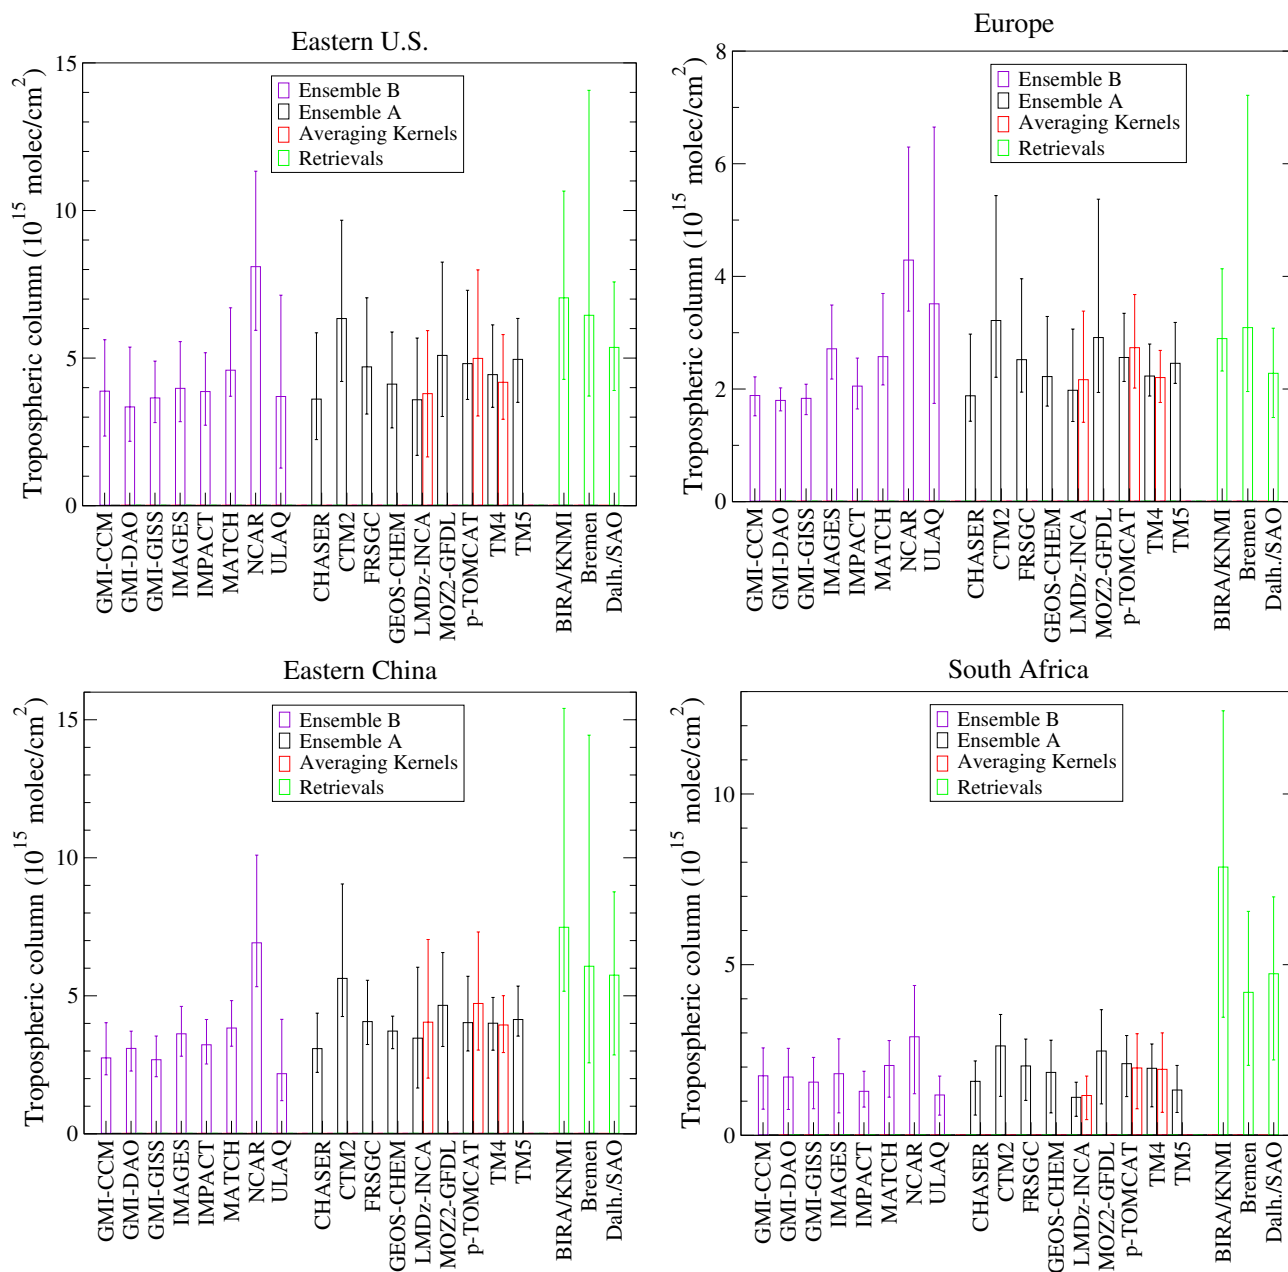 Eastern U.S.
Tropospheric column (10^15 molec/cm^2)
15
10
5
0
Ensemble B
Ensemble A
Averaging Kernels
Retrievals
GMI-CCM
GMI-DAO
GMI-GISS
IMAGES
IMPACT
MATCH
NCAR
ULAQ
CHASER
CTM2
FRSGC
GEOS-CHEM
LMDz-INCA
MOZ2-GFDL
p-TOMCAT
TM4
TM5
BIRA/KNMI
Bremen
Dalh./SAO
Europe
Tropospheric column (10^15 molec/cm^2)
8
6
4
2
0
Ensemble B
Ensemble A
Averaging Kernels
Retrievals
GMI-CCM
GMI-DAO
GMI-GISS
IMAGES
IMPACT
MATCH
NCAR
ULAQ
CHASER
CTM2
FRSGC
GEOS-CHEM
LMDz-INCA
MOZ2-GFDL
p-TOMCAT
TM4
TM5
BIRA/KNMI
Bremen
Dalh./SAO
Eastern China
Tropospheric column (10^15 molec/cm^2)
15
10
5
0
Ensemble B
Ensemble A
Averaging Kernels
Retrievals
GMI-CCM
GMI-DAO
GMI-GISS
IMAGES
IMPACT
MATCH
NCAR
ULAQ
CHASER
CTM2
FRSGC
GEOS-CHEM
LMDz-INCA
MOZ2-GFDL
p-TOMCAT
TM4
TM5
BIRA/KNMI
Bremen
Dalh./SAO
South Africa
Tropospheric column (10^15 molec/cm^2)
10
5
0
Ensemble B
Ensemble A
Averaging Kernels
Retrievals
GMI-CCM
GMI-DAO
GMI-GISS
IMAGES
IMPACT
MATCH
NCAR
ULAQ
CHASER
CTM2
FRSGC
GEOS-CHEM
LMDz-INCA
MOZ2-GFDL
p-TOMCAT
TM4
TM5
BIRA/KNMI
Bremen
Dalh./SAO